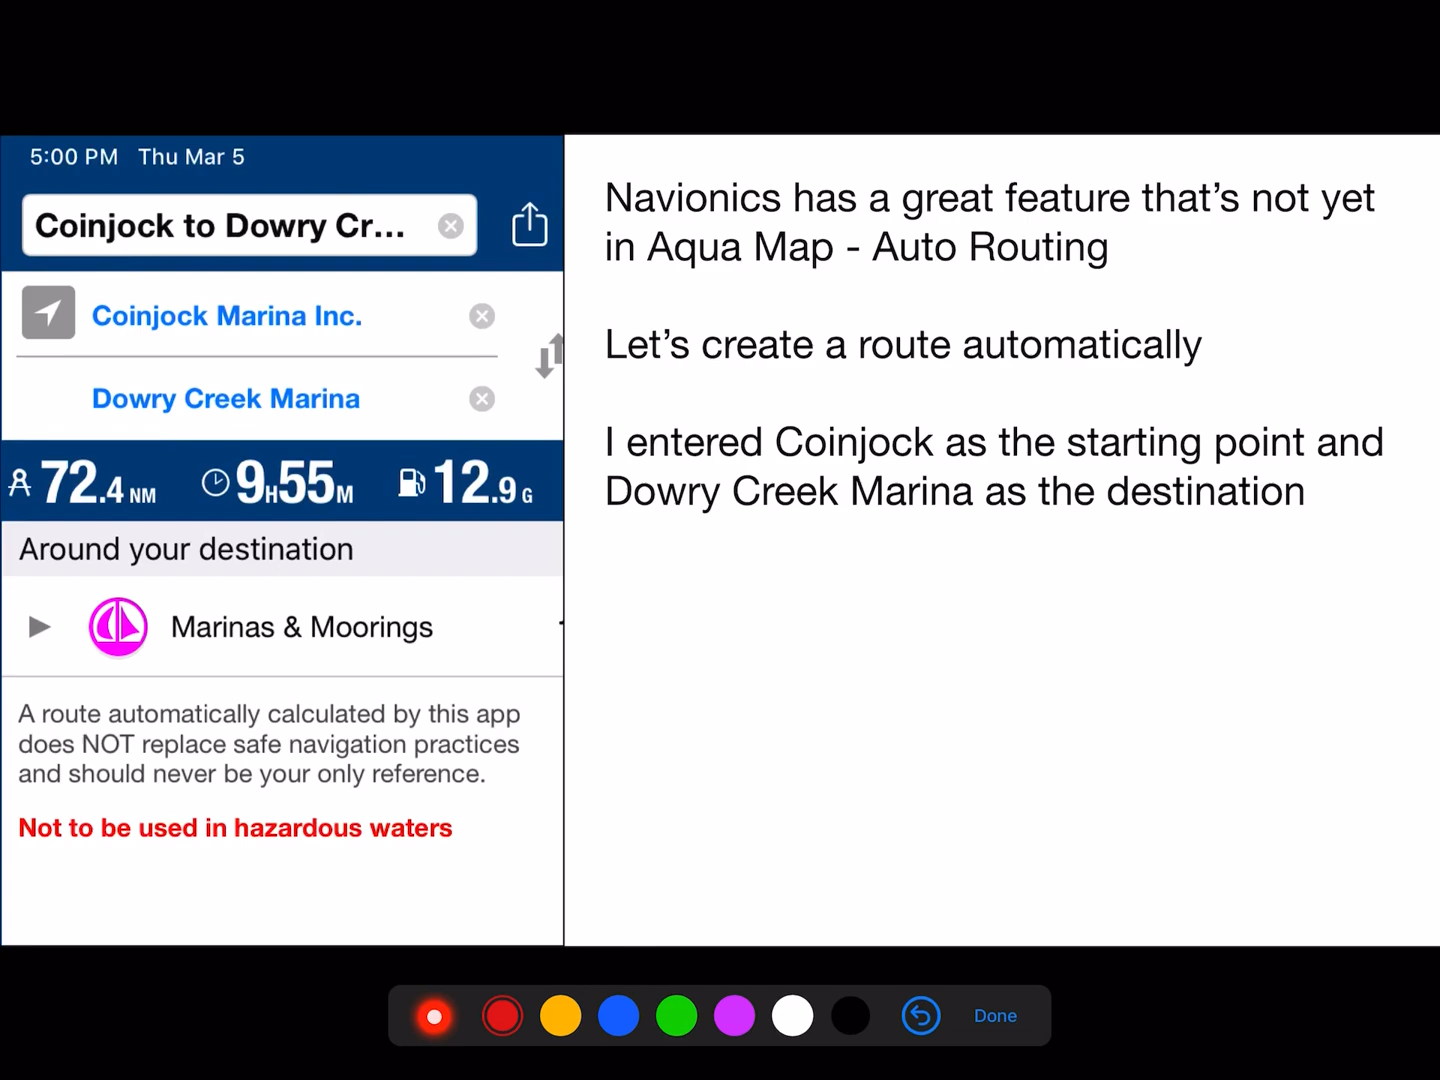 5:00 PM Thu Mar 5
Coinjock to Dowry Cr...
Coinjock Marina Inc.
Dowry Creek Marina
72.4 NM 9H55M 12.9 G
Around your destination
Marinas & Moorings
A route automatically calculated by this app
does NOT replace safe navigation practices
and should never be your only reference.
Not to be used in hazardous waters
Navionics has a great feature that's not yet
in Aqua Map - Auto Routing
Let's create a route automatically
I entered Coinjock as the starting point and
Dowry Creek Marina as the destination
Done